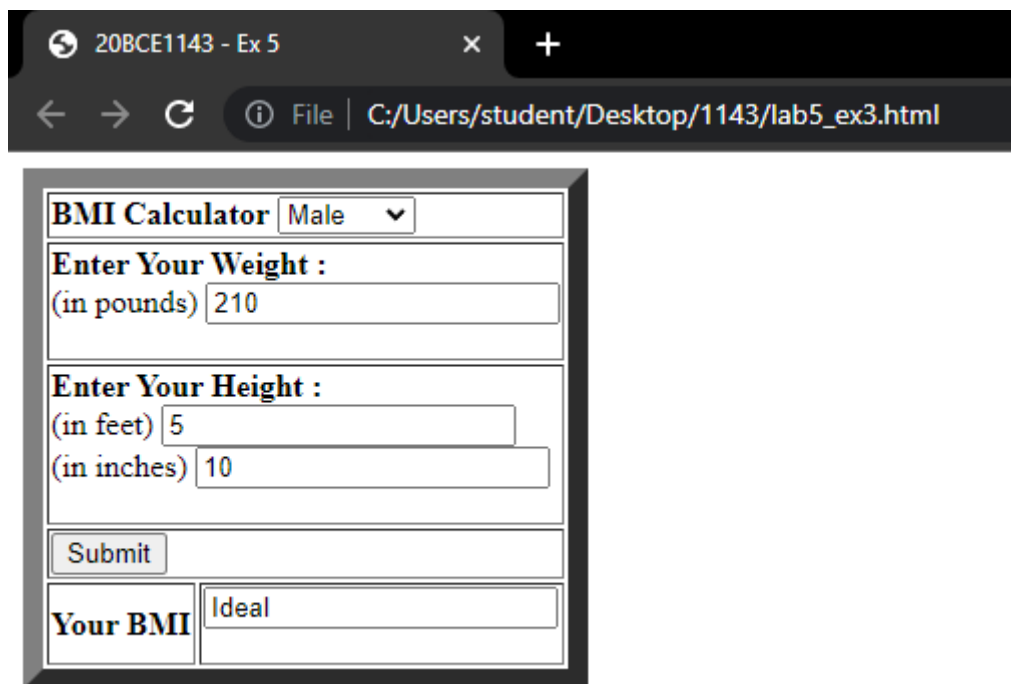 20BCE1143 - Ex 5
File | C:/Users/student/Desktop/1143/lab5_ex3.html
BMI Calculator Male
Enter Your Weight :
(in pounds) 210
Enter Your Height :
(in feet) 5
(in inches) 10
Submit
Your BMI Ideal